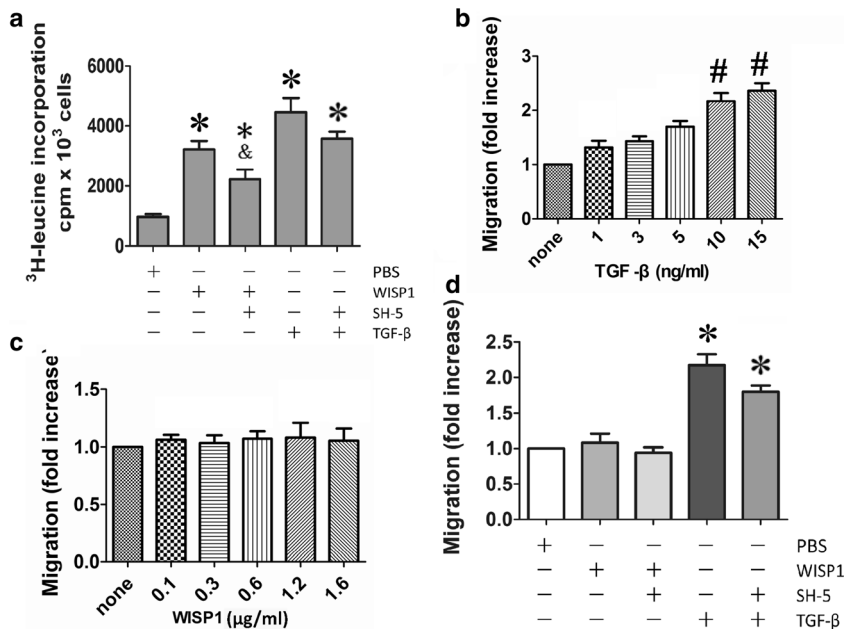 a
³H-leucine incorporation
cpm x 10³ cells
6000
4000
2000
0
*
*
&
*
*
*
+ − − − − PBS
− + + − − WISP1
− − + − + SH-5
− − − + + TGF-β
b
Migration (fold increase)
3
2
1
0
# #
none 1 3 5 10 15
TGF -β (ng/ml)
c
Migration (fold increase)
1.5
1.0
0.5
0.0
none 0.1 0.3 0.6 1.2 1.6
WISP1 (μg/ml)
d
Migration (fold increase)
2.5
2.0
1.5
1.0
0.5
0.0
* *
+ − − − − PBS
− + + − − WISP1
− − + − + SH-5
− − − + + TGF-β